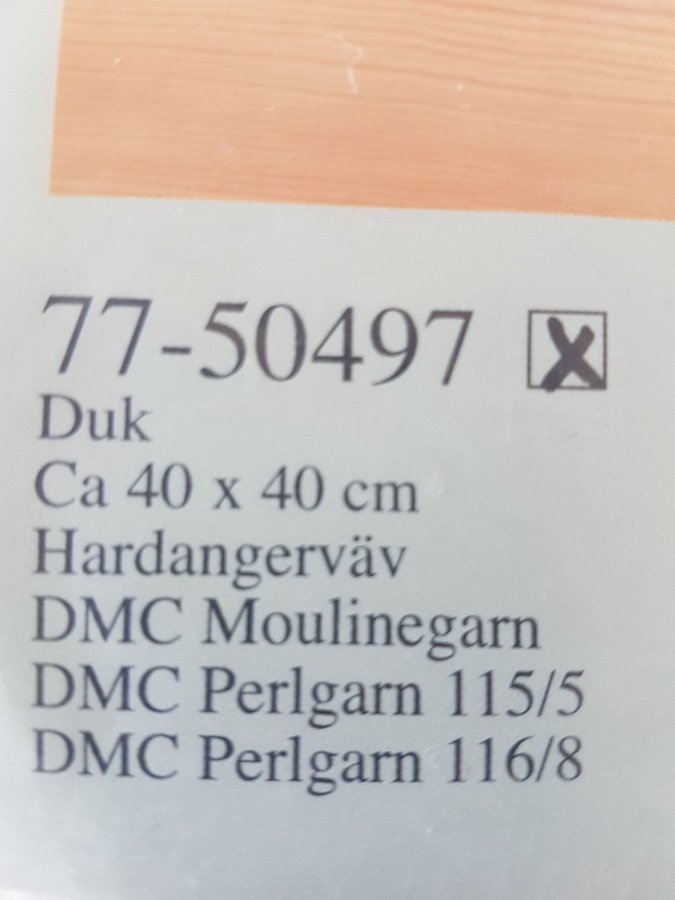 77-50497
Duk
Ca 40 x 40 cm
Hardangerväv
DMC Moulinegarn
DMC Perlgarn 115/5
DMC Perlgarn 116/8